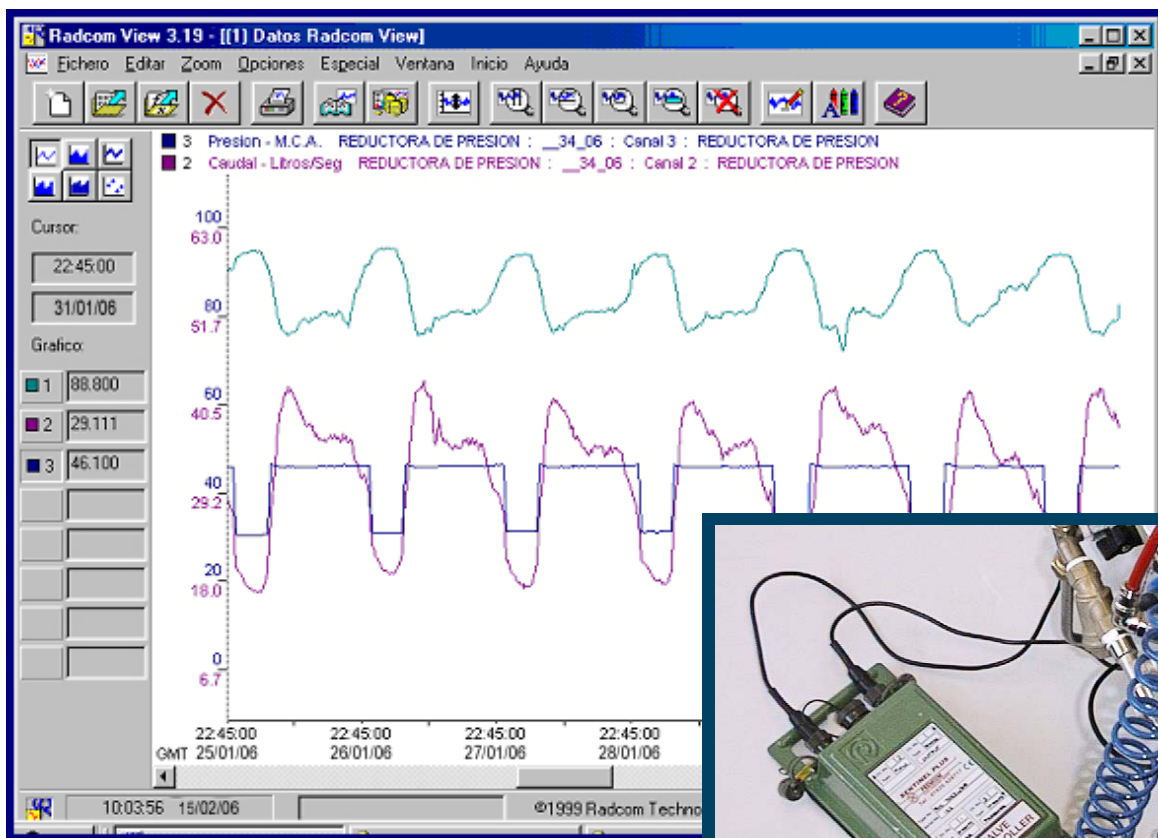 Radcom View 3.19 - [(1) Datos Radcom View]
Fichero Editar Zoom Opciones Especial Ventana Inicio Ayuda
3 Presion - M.C.A. REDUCTORA DE PRESION : __34_06 : Canal 3 : REDUCTORA DE PRESION
2 Caudal - Litros/Seg REDUCTORA DE PRESION : __34_06 : Canal 2 : REDUCTORA DE PRESION
Cursor:
22:45:00
31/01/06
Grafico:
1 88.800
2 29.111
3 46.100
100
63.0
80
51.7
60
40.5
40
29.2
20
18.0
0
6.7
22:45:00 22:45:00 22:45:00 22:45:00
GMT 25/01/06 26/01/06 27/01/06 28/01/06
10:03:56 15/02/06 ©1999 Radcom Techno
SENTINEL PLUS
VALVE